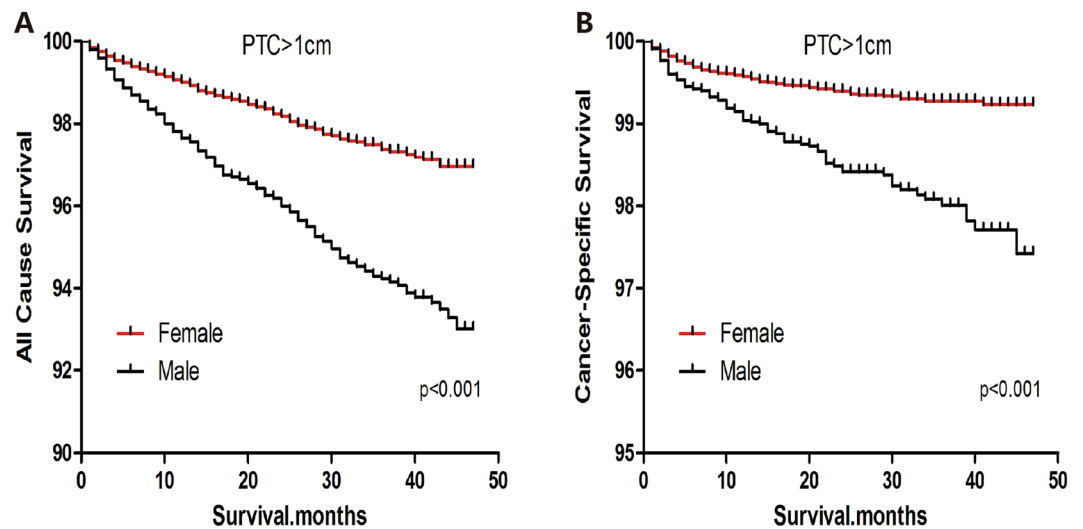 A
PTC>1cm
All Cause Survival
100
98
96
94
92
90
Female
Male
p<0.001
0
10
20
30
40
50
Survival.months
B
PTC>1cm
Cancer-Specific Survival
100
99
98
97
96
95
Female
Male
p<0.001
0
10
20
30
40
50
Survival.months